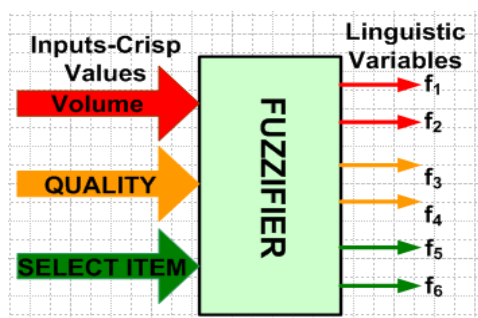 Inputs-Crisp
Values
Volume
QUALITY
SELECT ITEM
FUZZIFIER
Linguistic
Variables
f₁
f₂
f₃
f₄
f₅
f₆